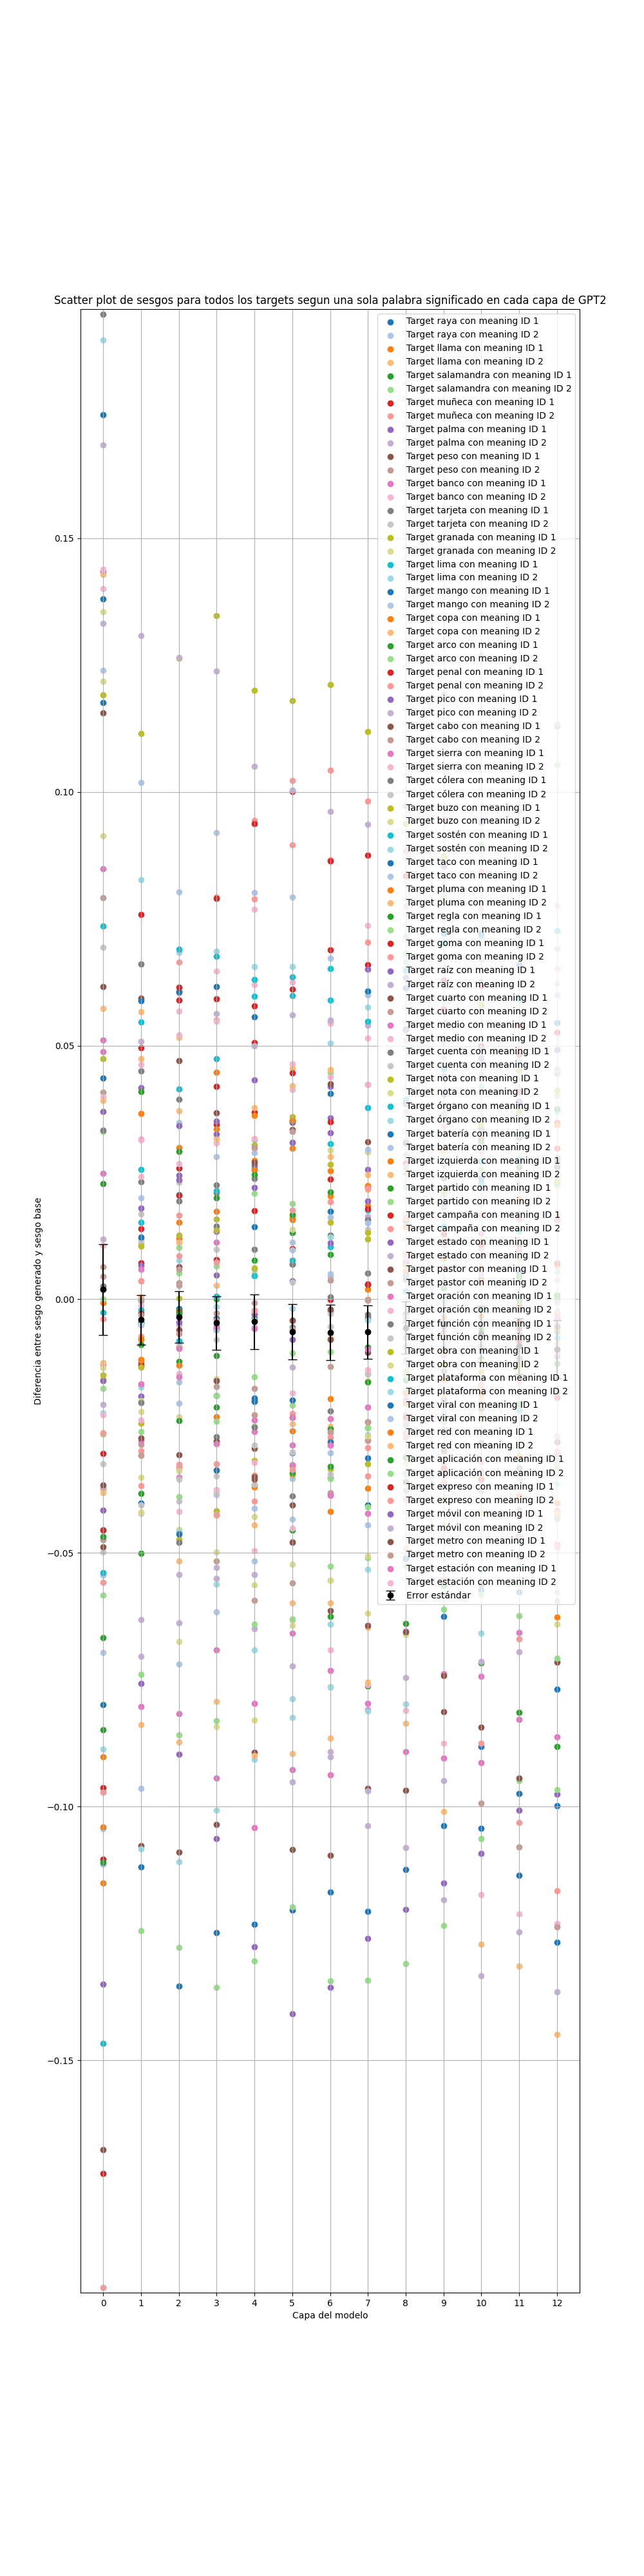 Scatter plot de sesgos para todos los targets segun una sola palabra significado en cada capa de GPT2
Target raya con meaning ID 1
Target raya con meaning ID 2
Target llama con meaning ID 1
Target llama con meaning ID 2
Target salamandra con meaning ID 1
Target salamandra con meaning ID 2
Target muñeca con meaning ID 1
Target muñeca con meaning ID 2
Target palma con meaning ID 1
Target palma con meaning ID 2
Target peso con meaning ID 1
Target peso con meaning ID 2
Target banco con meaning ID 1
Target banco con meaning ID 2
Target tarjeta con meaning ID 1
Target tarjeta con meaning ID 2
Target granada con meaning ID 1
Target granada con meaning ID 2
Target lima con meaning ID 1
Target lima con meaning ID 2
Target mango con meaning ID 1
Target mango con meaning ID 2
Target copa con meaning ID 1
Target copa con meaning ID 2
Target arco con meaning ID 1
Target arco con meaning ID 2
Target penal con meaning ID 1
Target penal con meaning ID 2
Target pico con meaning ID 1
Target pico con meaning ID 2
Target cabo con meaning ID 1
Target cabo con meaning ID 2
Target sierra con meaning ID 1
Target sierra con meaning ID 2
Target cólera con meaning ID 1
Target cólera con meaning ID 2
Target buzo con meaning ID 1
Target buzo con meaning ID 2
Target sostén con meaning ID 1
Target sostén con meaning ID 2
Target taco con meaning ID 1
Target taco con meaning ID 2
Target pluma con meaning ID 1
Target pluma con meaning ID 2
Target regla con meaning ID 1
Target regla con meaning ID 2
Target goma con meaning ID 1
Target goma con meaning ID 2
Target raíz con meaning ID 1
Target raíz con meaning ID 2
Target cuarto con meaning ID 1
Target cuarto con meaning ID 2
Target medio con meaning ID 1
Target medio con meaning ID 2
Target cuenta con meaning ID 1
Target cuenta con meaning ID 2
Target nota con meaning ID 1
Target nota con meaning ID 2
Target órgano con meaning ID 1
Target órgano con meaning ID 2
Target batería con meaning ID 1
Target batería con meaning ID 2
Target izquierda con meaning ID 1
Target izquierda con meaning ID 2
Target partido con meaning ID 1
Target partido con meaning ID 2
Target campaña con meaning ID 1
Target campaña con meaning ID 2
Target estado con meaning ID 1
Target estado con meaning ID 2
Target pastor con meaning ID 1
Target pastor con meaning ID 2
Target oración con meaning ID 1
Target oración con meaning ID 2
Target función con meaning ID 1
Target función con meaning ID 2
Target obra con meaning ID 1
Target obra con meaning ID 2
Target plataforma con meaning ID 1
Target plataforma con meaning ID 2
Target viral con meaning ID 1
Target viral con meaning ID 2
Target red con meaning ID 1
Target red con meaning ID 2
Target aplicación con meaning ID 1
Target aplicación con meaning ID 2
Target expreso con meaning ID 1
Target expreso con meaning ID 2
Target móvil con meaning ID 1
Target móvil con meaning ID 2
Target metro con meaning ID 1
Target metro con meaning ID 2
Target estación con meaning ID 1
Target estación con meaning ID 2
Error estándar
Diferencia entre sesgo generado y sesgo base
0.15
0.10
0.05
0.00
−0.05
−0.10
−0.15
0 1 2 3 4 5 6 7 8 9 10 11 12
Capa del modelo